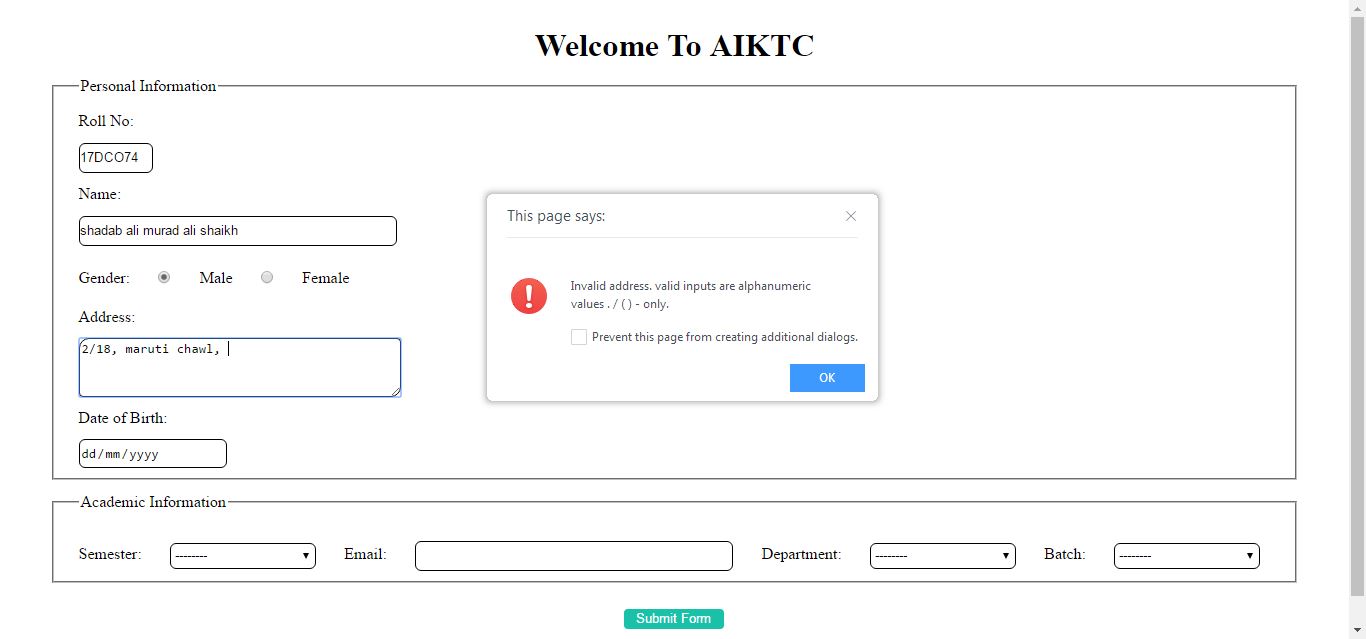 Welcome To AIKTC
Personal Information
Roll No:
17DCO74
Name:
shadab ali murad ali shaikh
Gender: Male Female
Address:
2/18, maruti chawl,
Date of Birth:
dd/mm/yyyy
This page says:
Invalid address. valid inputs are alphanumeric
values . / ( ) - only.
Prevent this page from creating additional dialogs.
OK
Academic Information
Semester: -------- Email: Department: -------- Batch: --------
Submit Form